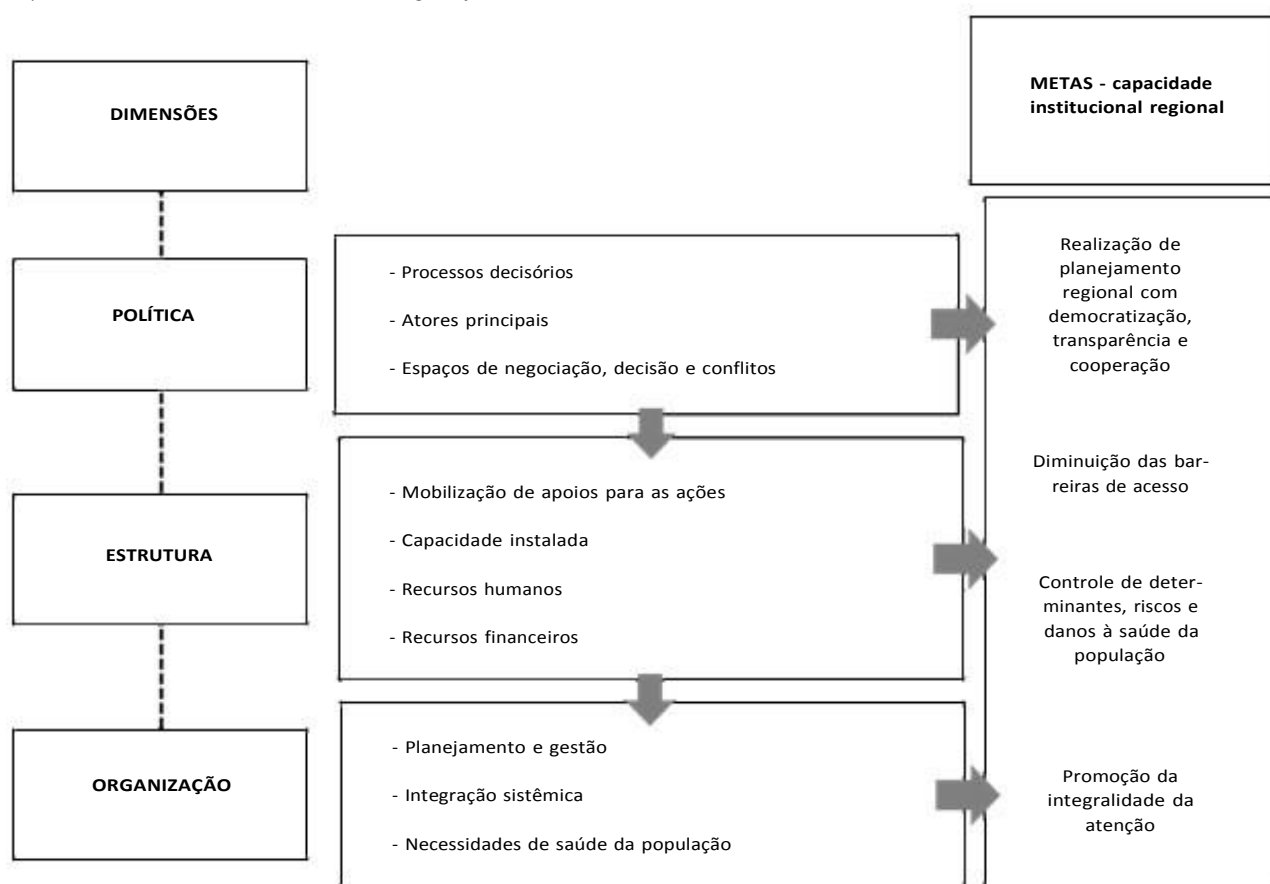 DIMENSÕES
METAS - capacidade
institucional regional
POLÍTICA
- Processos decisórios
- Atores principais
- Espaços de negociação, decisão e conflitos
Realização de
planejamento
regional com
democratização,
transparência e
cooperação
ESTRUTURA
- Mobilização de apoios para as ações
- Capacidade instalada
- Recursos humanos
- Recursos financeiros
Diminuição das bar-
reiras de acesso
Controle de deter-
minantes, riscos e
danos à saúde da
população
ORGANIZAÇÃO
- Planejamento e gestão
- Integração sistêmica
- Necessidades de saúde da população
Promoção da
integralidade da
atenção